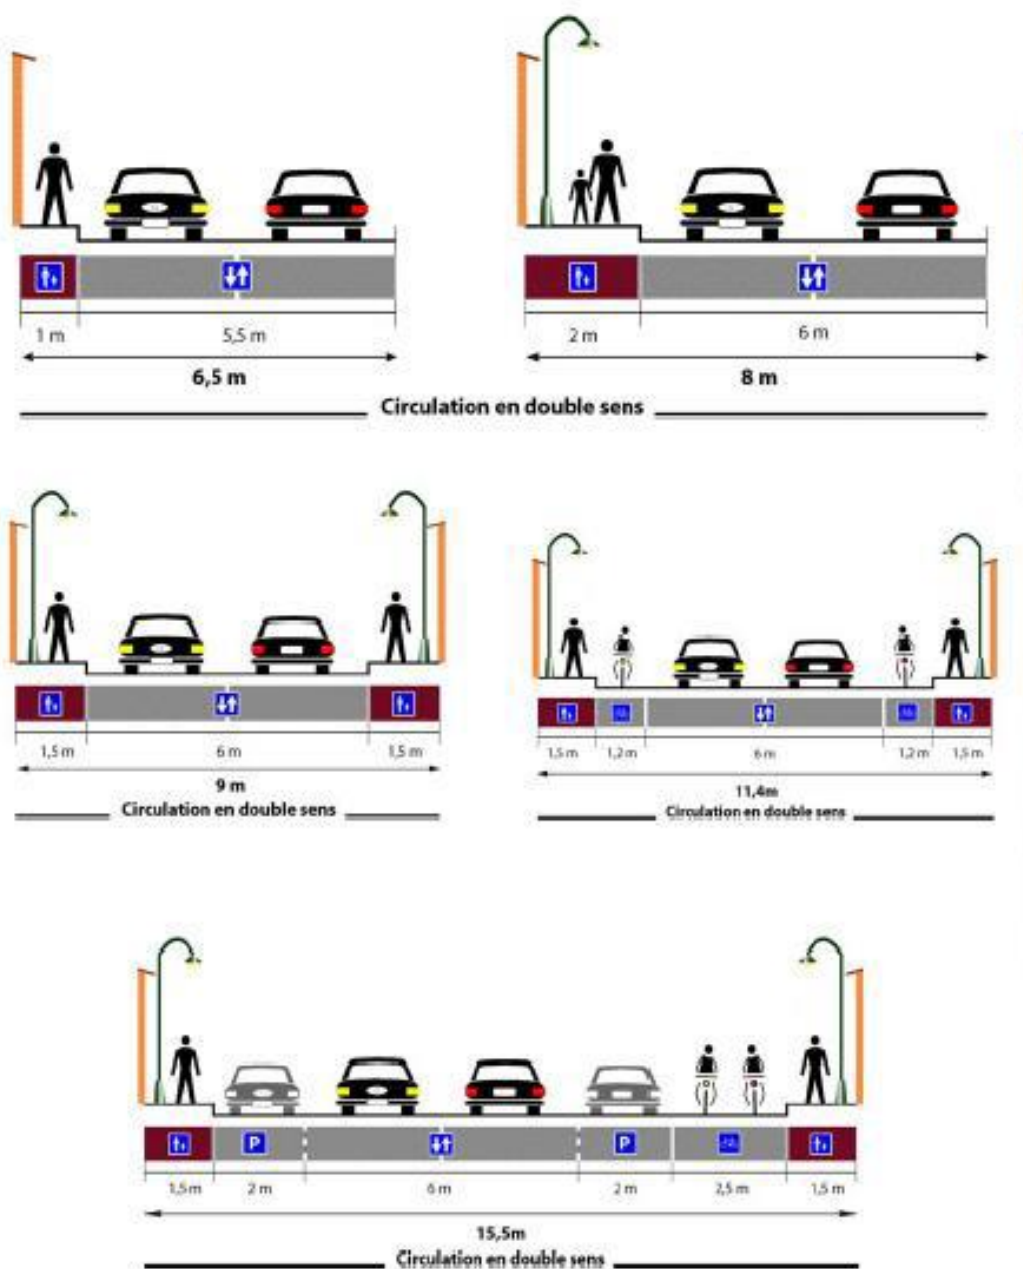 1 m 5,5 m
6,5 m
2 m 6 m
8 m
Circulation en double sens
1,5 m 6 m 1,5 m
9 m
Circulation en double sens
1,5 m 1,2 m 6 m 1,2 m 1,5 m
11,4m
Circulation en double sens
P P
1,5 m 2 m 6 m 2 m 2,5 m 1,5 m
15,5m
Circulation en double sens